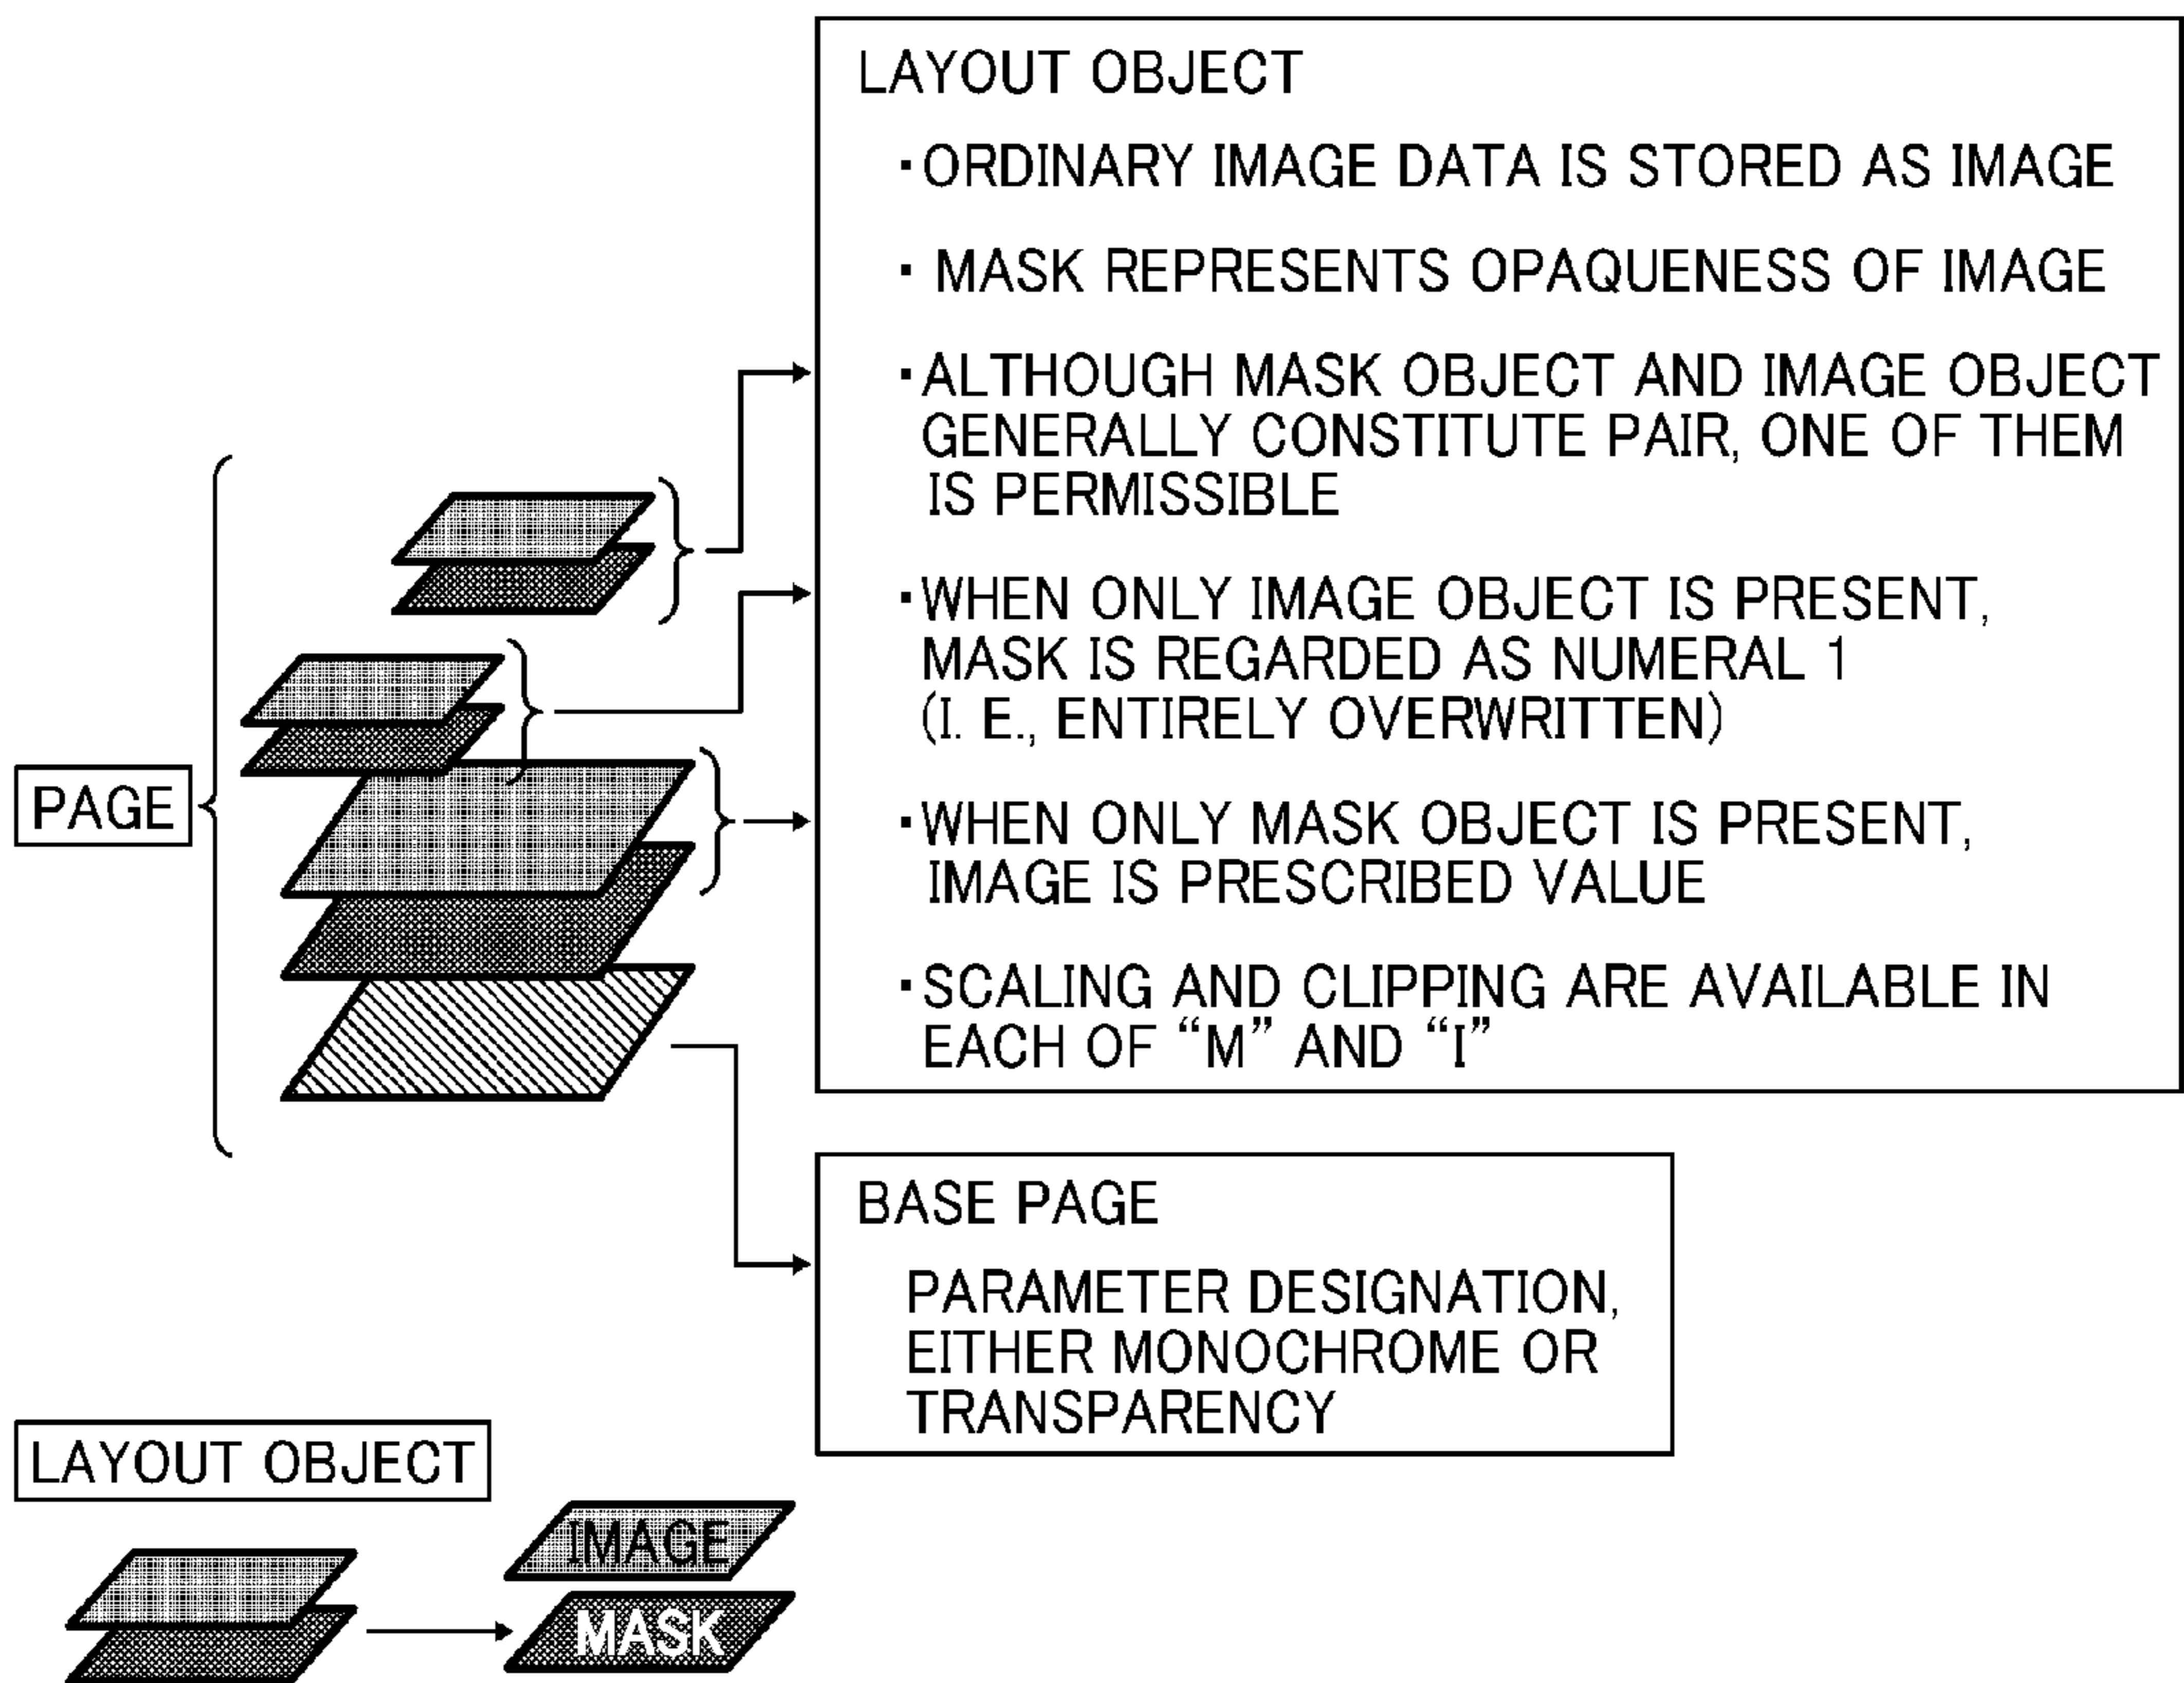 LAYOUT OBJECT
・ORDINARY IMAGE DATA IS STORED AS IMAGE
・MASK REPRESENTS OPAQUENESS OF IMAGE
・ALTHOUGH MASK OBJECT AND IMAGE OBJECT
GENERALLY CONSTITUTE PAIR, ONE OF THEM
IS PERMISSIBLE
・WHEN ONLY IMAGE OBJECT IS PRESENT,
MASK IS REGARDED AS NUMERAL 1
(I. E., ENTIRELY OVERWRITTEN)
・WHEN ONLY MASK OBJECT IS PRESENT,
IMAGE IS PRESCRIBED VALUE
・SCALING AND CLIPPING ARE AVAILABLE IN
EACH OF “M” AND “I”
PAGE
BASE PAGE
PARAMETER DESIGNATION,
EITHER MONOCHROME OR
TRANSPARENCY
LAYOUT OBJECT
IMAGE
MASK